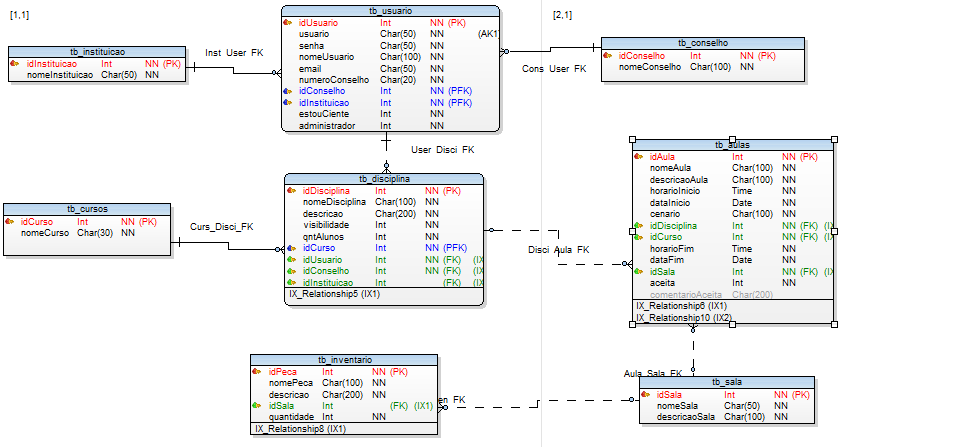 [1,1]
[2,1]
tb_usuario
idUsuario Int NN (PK)
usuario Char(50) NN (AK1)
senha Char(50) NN
nomeUsuario Char(100) NN
email Char(50) NN
numeroConselho Char(20) NN
idConselho Int NN (PFK)
idInstituicao Int NN (PFK)
estouCiente Int NN
administrador Int NN
tb_instituicao
idInstituicao Int NN (PK)
nomeInstituicao Char(50) NN
Inst_User_FK
tb_conselho
idConselho Int NN (PK)
nomeConselho Char(100) NN
Cons_User_FK
User_Disci_FK
tb_disciplina
idDisciplina Int NN (PK)
nomeDisciplina Char(100) NN
descricao Char(200) NN
visibilidade Int NN
qntAlunos Int NN
idCurso Int NN (PFK)
idUsuario Int NN (FK) (IX
idConselho Int NN (FK) (IX
idInstituicao Int (FK) (IX
IX_Relationship5 (IX1)
tb_cursos
idCurso Int NN (PK)
nomeCurso Char(30) NN
Curs_Disci_FK
Disci_Aula_FK
tb_aulas
idAula Int NN (PK)
nomeAula Char(100) NN
descricaoAula Char(100) NN
horarioInicio Time NN
dataInicio Date NN
cenario Char(100) NN
idDisciplina Int NN (FK) (IX
idCurso Int NN (FK) (IX
horarioFim Time NN
dataFim Date NN
idSala Int NN (FK) (IX
aceita Int NN
comentarioAceita Char(200)
IX_Relationship6 (IX1)
IX_Relationship10 (IX2)
Aula_Sala_FK
tb_sala
idSala Int NN (PK)
nomeSala Char(50) NN
descricaoSala Char(100) NN
tb_inventario
idPeca Int NN (PK)
nomePeca Char(100) NN
descricao Char(200) NN
idSala Int (FK) (IX1)
quantidade Int NN
IX_Relationship8 (IX1)
en_FK